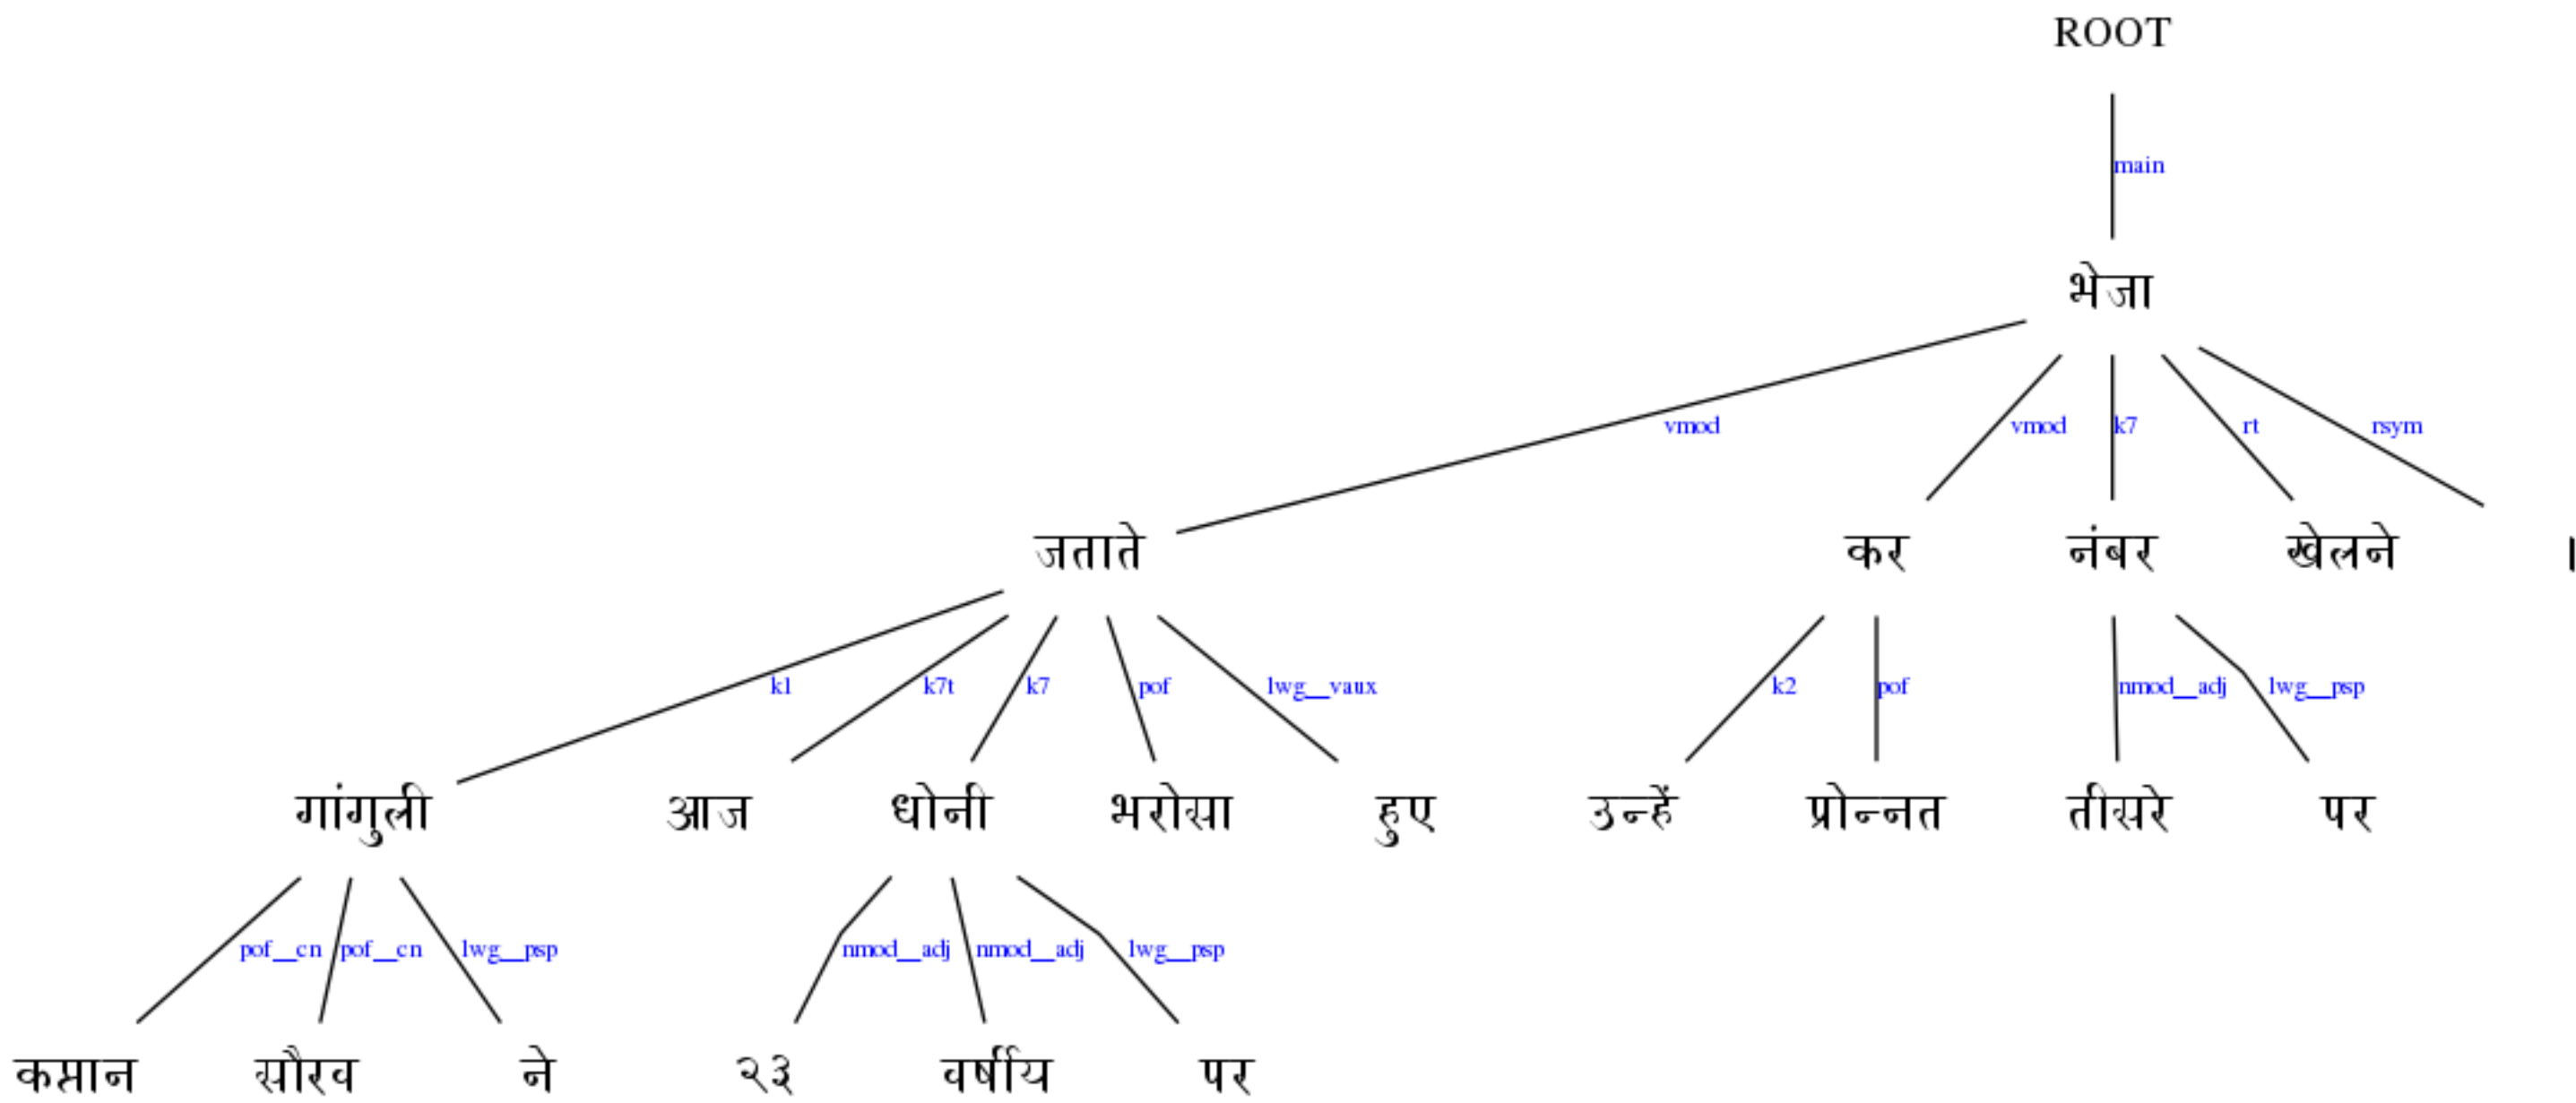 ROOT
main
भेजा
vmod vmod k7 rt rsym
जताते कर नंबर खेलने ।
k1 k7t k7 pof lwg__vaux k2 pof nmod__adj lwg__psp
गांगुली आज धोनी भरोसा हुए उन्हें प्रोन्नत तीसरे पर
pof__cn pof__cn lwg__psp nmod__adj nmod__adj lwg__psp
कप्तान सौरव ने २३ वर्षीय पर